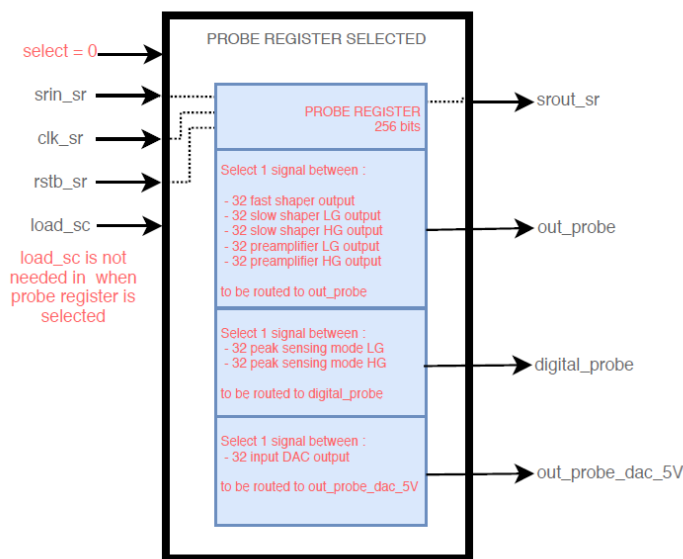 PROBE REGISTER SELECTED
select = 0
srin_sr
clk_sr
rstb_sr
load_sc
load_sc is not
needed in when
probe register is
selected
PROBE REGISTER
256 bits
Select 1 signal between :
- 32 fast shaper output
- 32 slow shaper LG output
- 32 slow shaper HG output
- 32 preamplifier LG output
- 32 preamplifier HG output
to be routed to out_probe
Select 1 signal between :
- 32 peak sensing mode LG
- 32 peak sensing mode HG
to be routed to digital_probe
Select 1 signal between :
- 32 input DAC output
to be routed to out_probe_dac_5V
srout_sr
out_probe
digital_probe
out_probe_dac_5V